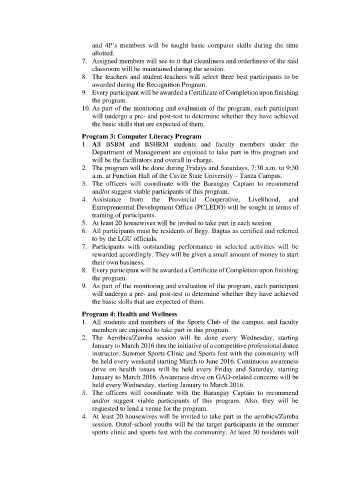 and 4P's members will be taught basic computer skills during the time
allotted.
7. Assigned members will see to it that cleanliness and orderliness of the said
classroom will be maintained during the session.
8. The teachers and student-teachers will select three best participants to be
awarded during the Recognition Program.
9. Every participant will be awarded a Certificate of Completion upon finishing
the program.
10. As part of the monitoring and evaluation of the program, each participant
will undergo a pre- and post-test to determine whether they have achieved
the basic skills that are expected of them.
Program 3: Computer Literacy Program
1. All BSBM and BSHRM students and faculty members under the
Department of Management are enjoined to take part in this program and
will be the facilitators and overall in-charge.
2. The program will be done during Fridays and Saturdays, 7:30 a.m. to 9:30
a.m. at Function Hall of the Cavite State University – Tanza Campus.
3. The officers will coordinate with the Barangay Captain to recommend
and/or suggest viable participants of this program.
4. Assistance from the Provincial Cooperative, Livelihood, and
Entrepreneurial Development Office (PCLEDO) will be sought in terms of
training of participants.
5. At least 20 housewives will be invited to take part in each session
6. All participants must be residents of Brgy. Bagtas as certified and referred
to by the LGU officials.
7. Participants with outstanding performance in selected activities will be
rewarded accordingly. They will be given a small amount of money to start
their own business.
8. Every participant will be awarded a Certificate of Completion upon finishing
the program.
9. As part of the monitoring and evaluation of the program, each participant
will undergo a pre- and post-test to determine whether they have achieved
the basic skills that are expected of them.
Program 4: Health and Wellness
1. All students and members of the Sports Club of the campus, and faculty
members are enjoined to take part in this program.
2. The Aerobics/Zumba session will be done every Wednesday, starting
January to March 2016 thru the initiative of a competitive professional dance
instructor. Summer Sports Clinic and Sports fest with the community will
be held every weekend starting March to June 2016. Continuous awareness
drive on health issues will be held every Friday and Saturday, starting
January to March 2016. Awareness drive on GAD-related concerns will be
held every Wednesday, starting January to March 2016.
3. The officers will coordinate with the Barangay Captain to recommend
and/or suggest viable participants of this program. Also, they will be
requested to lend a venue for the program.
4. At least 20 housewives will be invited to take part in the aerobics/Zumba
session. Outof-school youths will be the target participants in the summer
sports clinic and sports fest with the community. At least 30 residents will